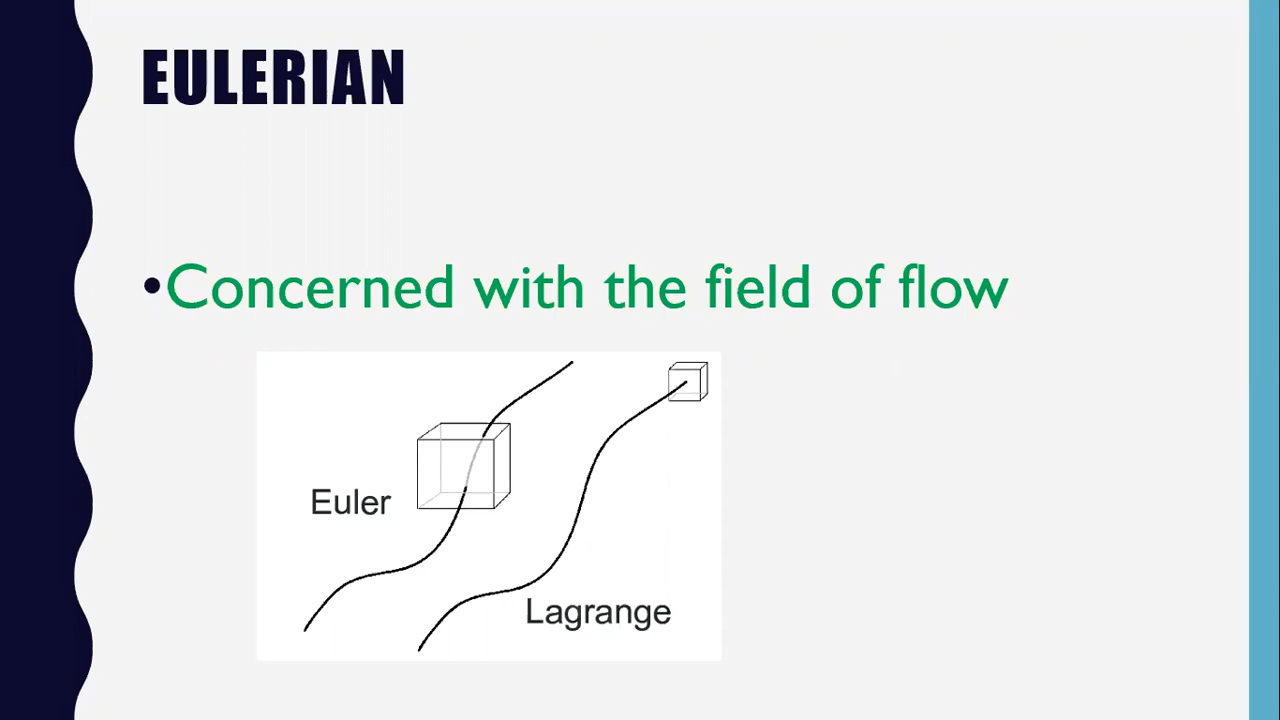 EULERIAN
•Concerned with the field of flow
Euler
Lagrange